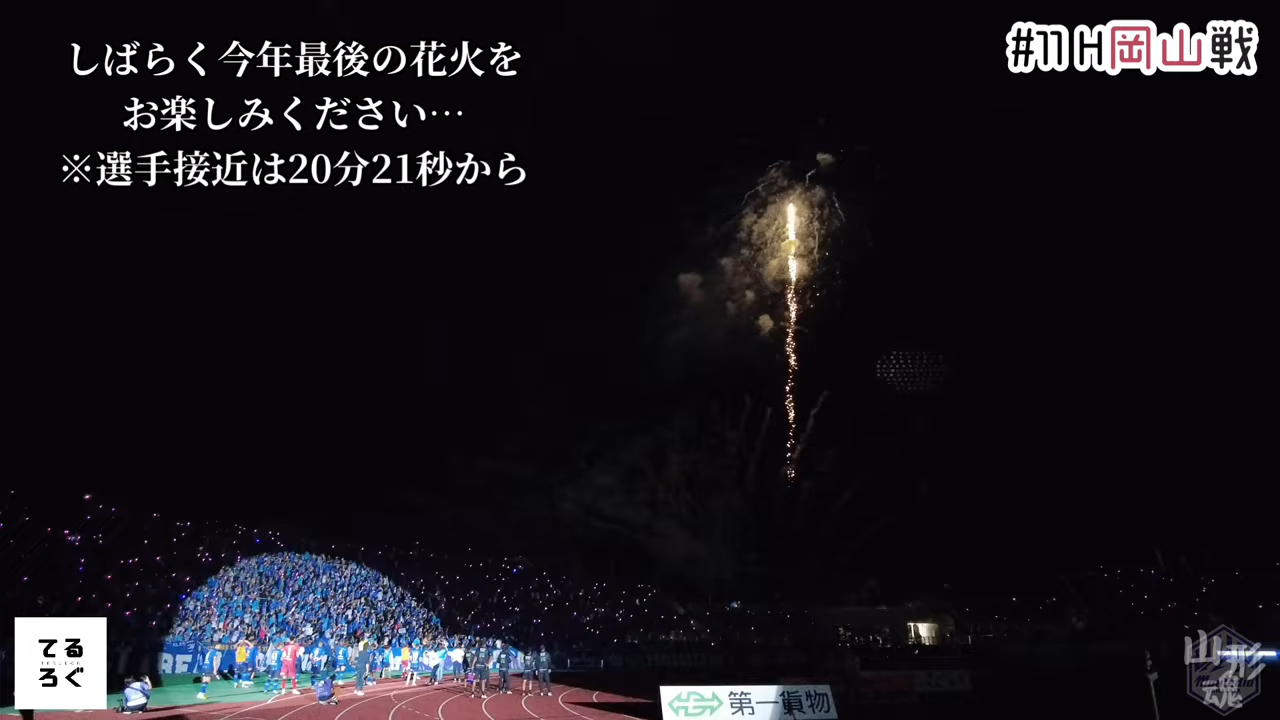 しばらく今年最後の花火を
お楽しみください…
※選手接近は20分21秒から
#11H岡山戦
てる
ろぐ
第一貨物
山形
魂